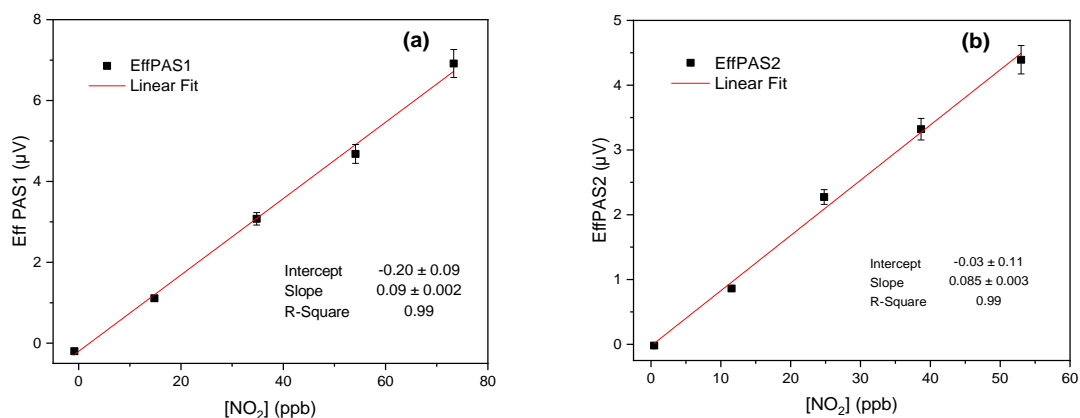 (a)
EffPAS1
Linear Fit
8
6
4
2
0
Eff PAS1 (µV)
Intercept -0.20 ± 0.09
Slope 0.09 ± 0.002
R-Square 0.99
0 20 40 60 80
[NO₂] (ppb)
(b)
EffPAS2
Linear Fit
5
4
3
2
1
0
EffPAS2 (µV)
Intercept -0.03 ± 0.11
Slope 0.085 ± 0.003
R-Square 0.99
0 10 20 30 40 50 60
[NO₂] (ppb)